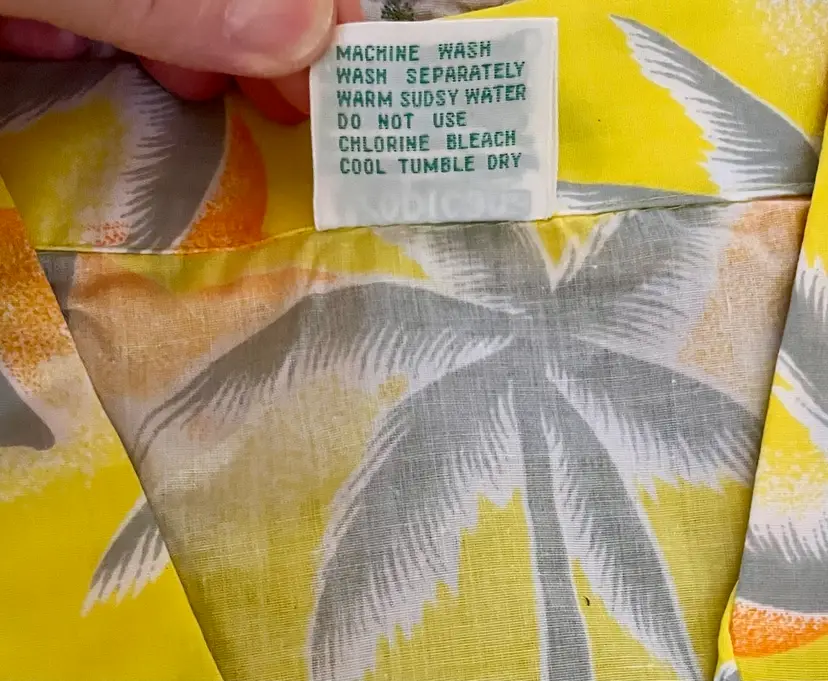 MACHINE WASH
WASH SEPARATELY
WARM SUDSY WATER
DO NOT USE
CHLORINE BLEACH
COOL TUMBLE DRY